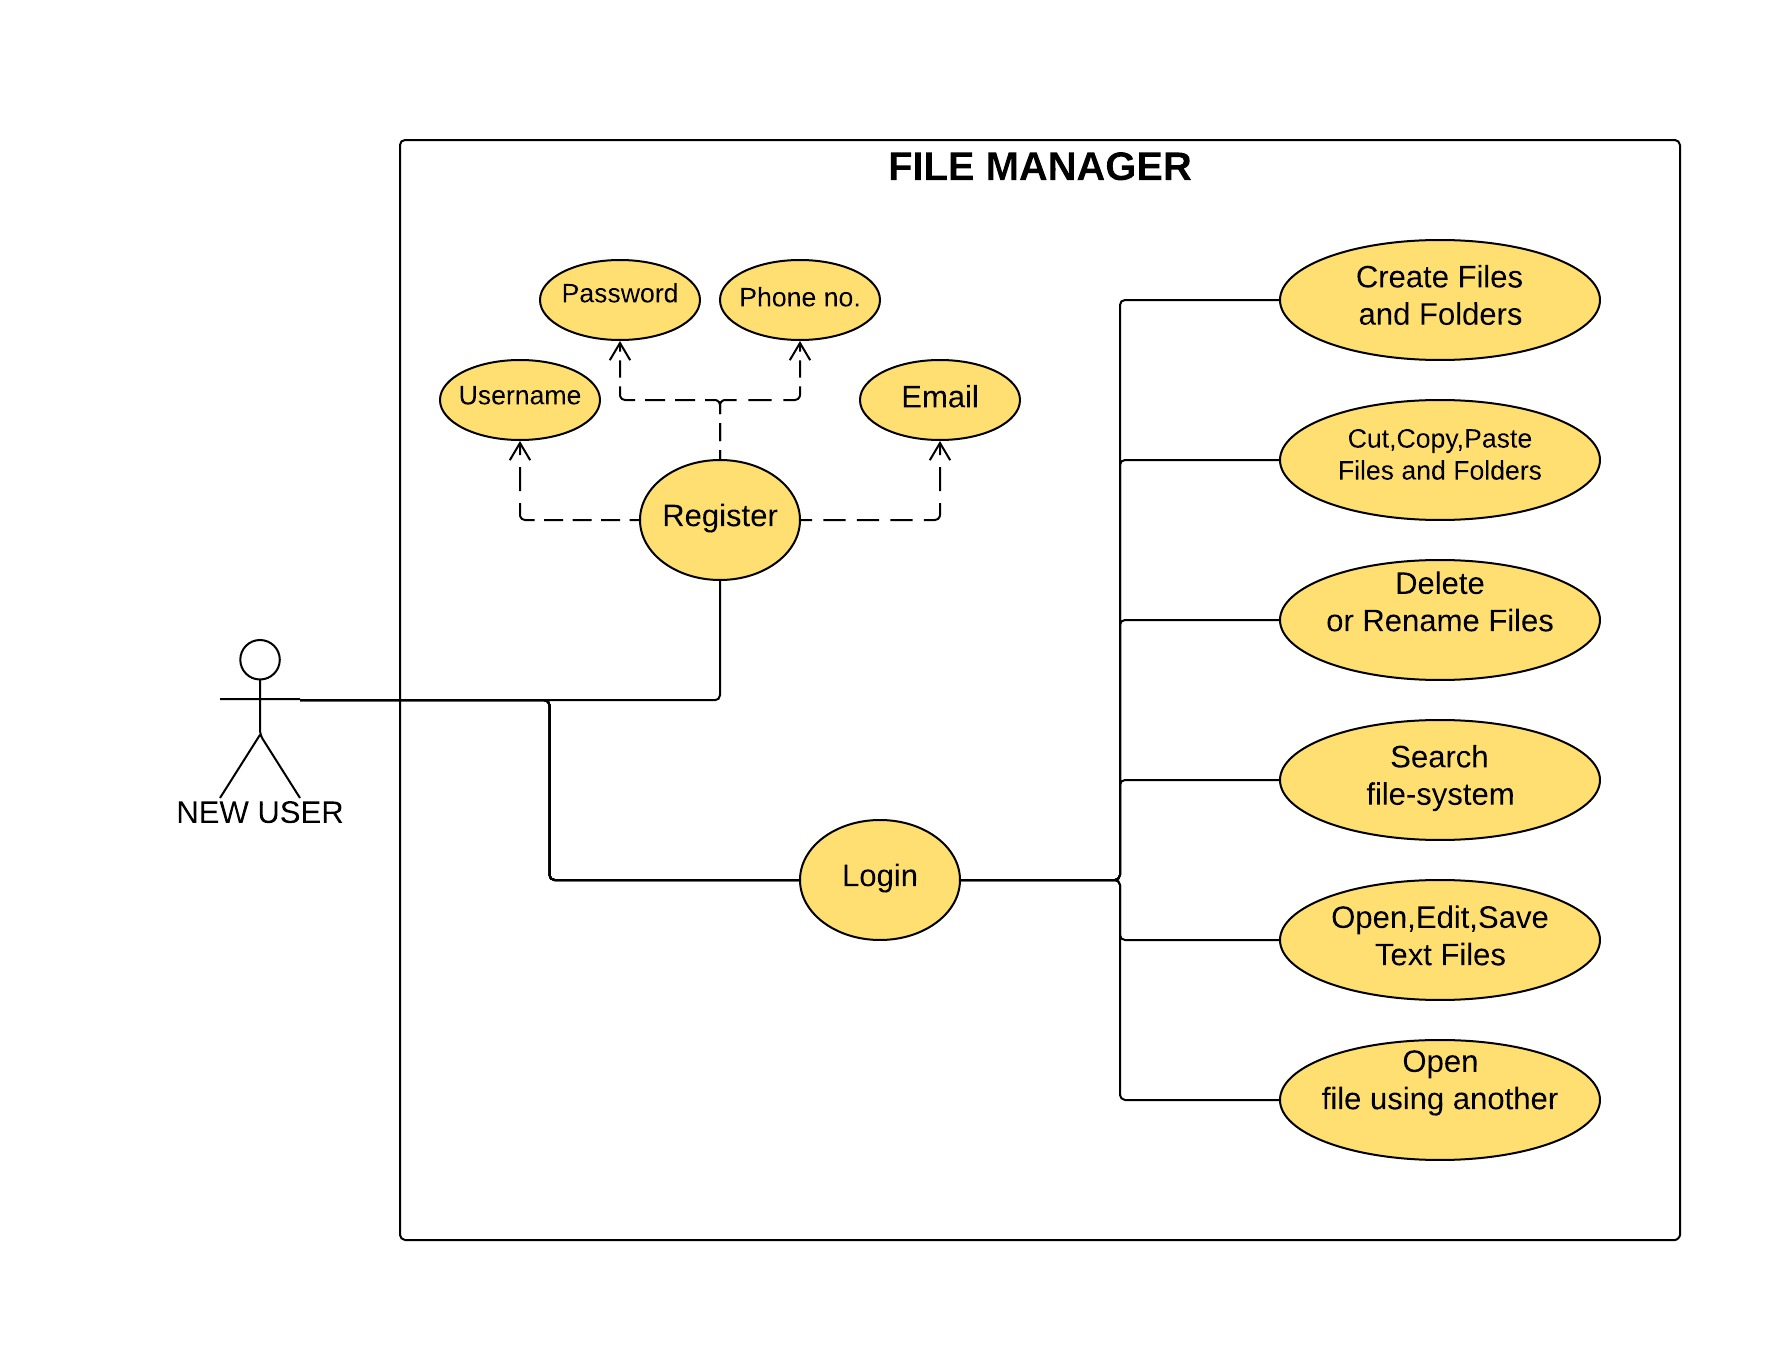 FILE MANAGER
Password
Phone no.
Username
Email
Register
NEW USER
Login
Create Files
and Folders
Cut,Copy,Paste
Files and Folders
Delete
or Rename Files
Search
file-system
Open,Edit,Save
Text Files
Open
file using another